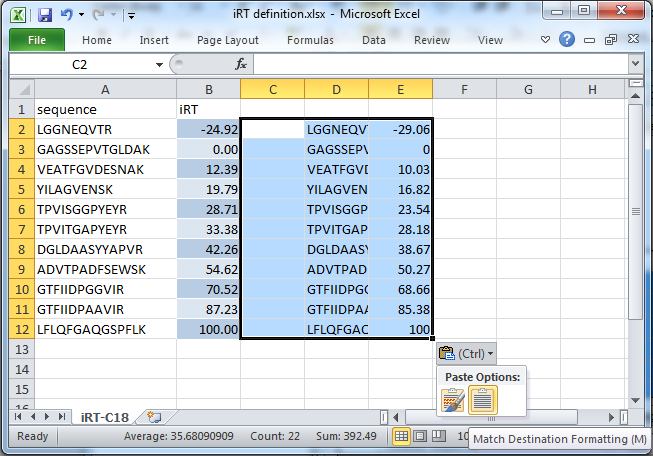 iRT definition.xlsx - Microsoft Excel
File Home Insert Page Layout Formulas Data Review View
C2 fx
A B C D E F G H
1 sequence iRT
2 LGGNEQVTR -24.92 LGGNEQV -29.06
3 GAGSSEPVTGLDAK 0.00 GAGSSEPV 0
4 VEATFGVDESNAK 12.39 VEATFGVD 10.03
5 YILAGVENSK 19.79 YILAGVEN 16.82
6 TPVISGGPYEYR 28.71 TPVISGGP 23.54
7 TPVITGAPYEYR 33.38 TPVITGAP 28.18
8 DGLDAASYYAPVR 42.26 DGLDAASY 38.67
9 ADVTPADFSEWSK 54.62 ADVTPAD 50.27
10 GTFIIDPGGVIR 70.52 GTFIIDPG 68.66
11 GTFIIDPAAVIR 87.23 GTFIIDPA 85.38
12 LFLQFGAQGSPFLK 100.00 LFLQFGAC 100
13
(Ctrl)
14
Paste Options:
15
16
iRT-C18
Ready Average: 35.68090909 Count: 22 Sum: 392.49 10
Match Destination Formatting (M)